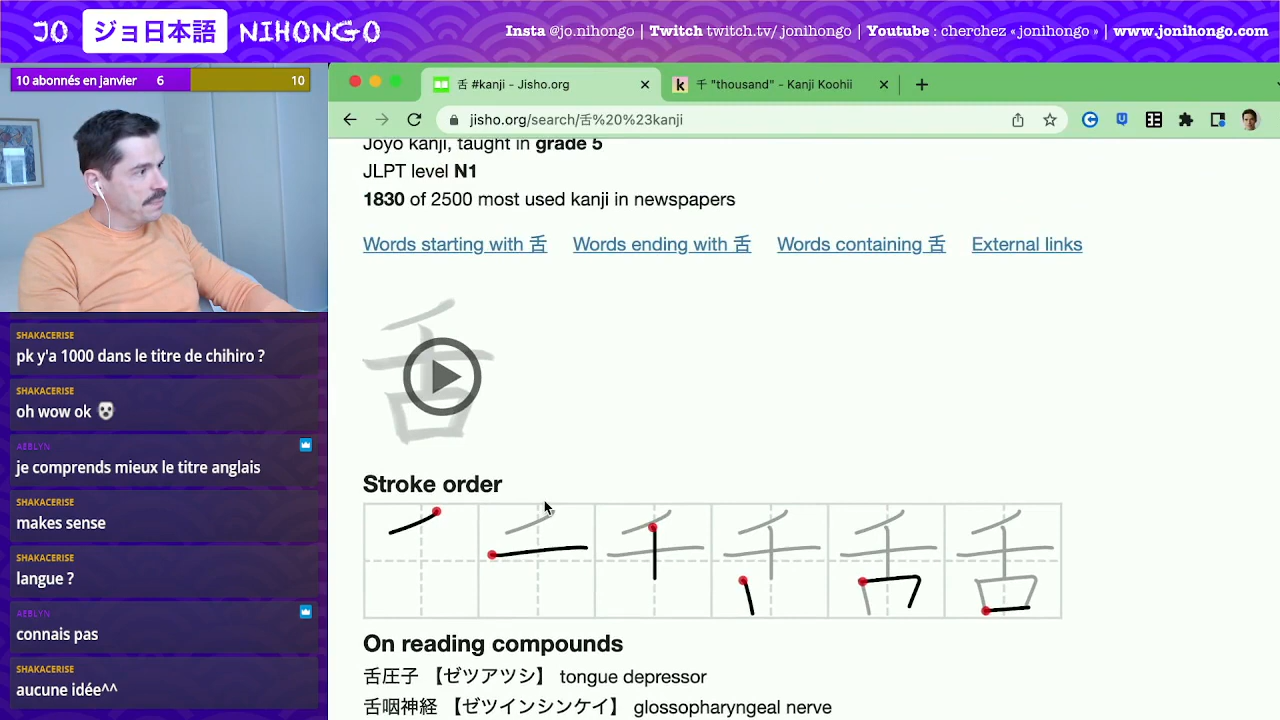 JO ジョ日本語 NIHONGO
Insta @jo.nihongo | Twitch twitch.tv/ jonihongo | Youtube : cherchez « jonihongo » | www.jonihongo.com
10 abonnés en janvier 6 10
舌 #kanji - Jisho.org
千 "thousand" - Kanji Koohii
jisho.org/search/舌%20%23kanji
Joyo kanji, taught in grade 5
JLPT level N1
1830 of 2500 most used kanji in newspapers
Words starting with 舌 Words ending with 舌 Words containing 舌 External links
舌
Stroke order
On reading compounds
舌圧子 【ゼツアツシ】 tongue depressor
舌咽神経 【ゼツインシンケイ】 glossopharyngeal nerve
SHAKACERISE
pk y'a 1000 dans le titre de chihiro ?
SHAKACERISE
oh wow ok
AEBLYN
je comprends mieux le titre anglais
SHAKACERISE
makes sense
SHAKACERISE
langue ?
AEBLYN
connais pas
SHAKACERISE
aucune idée^^